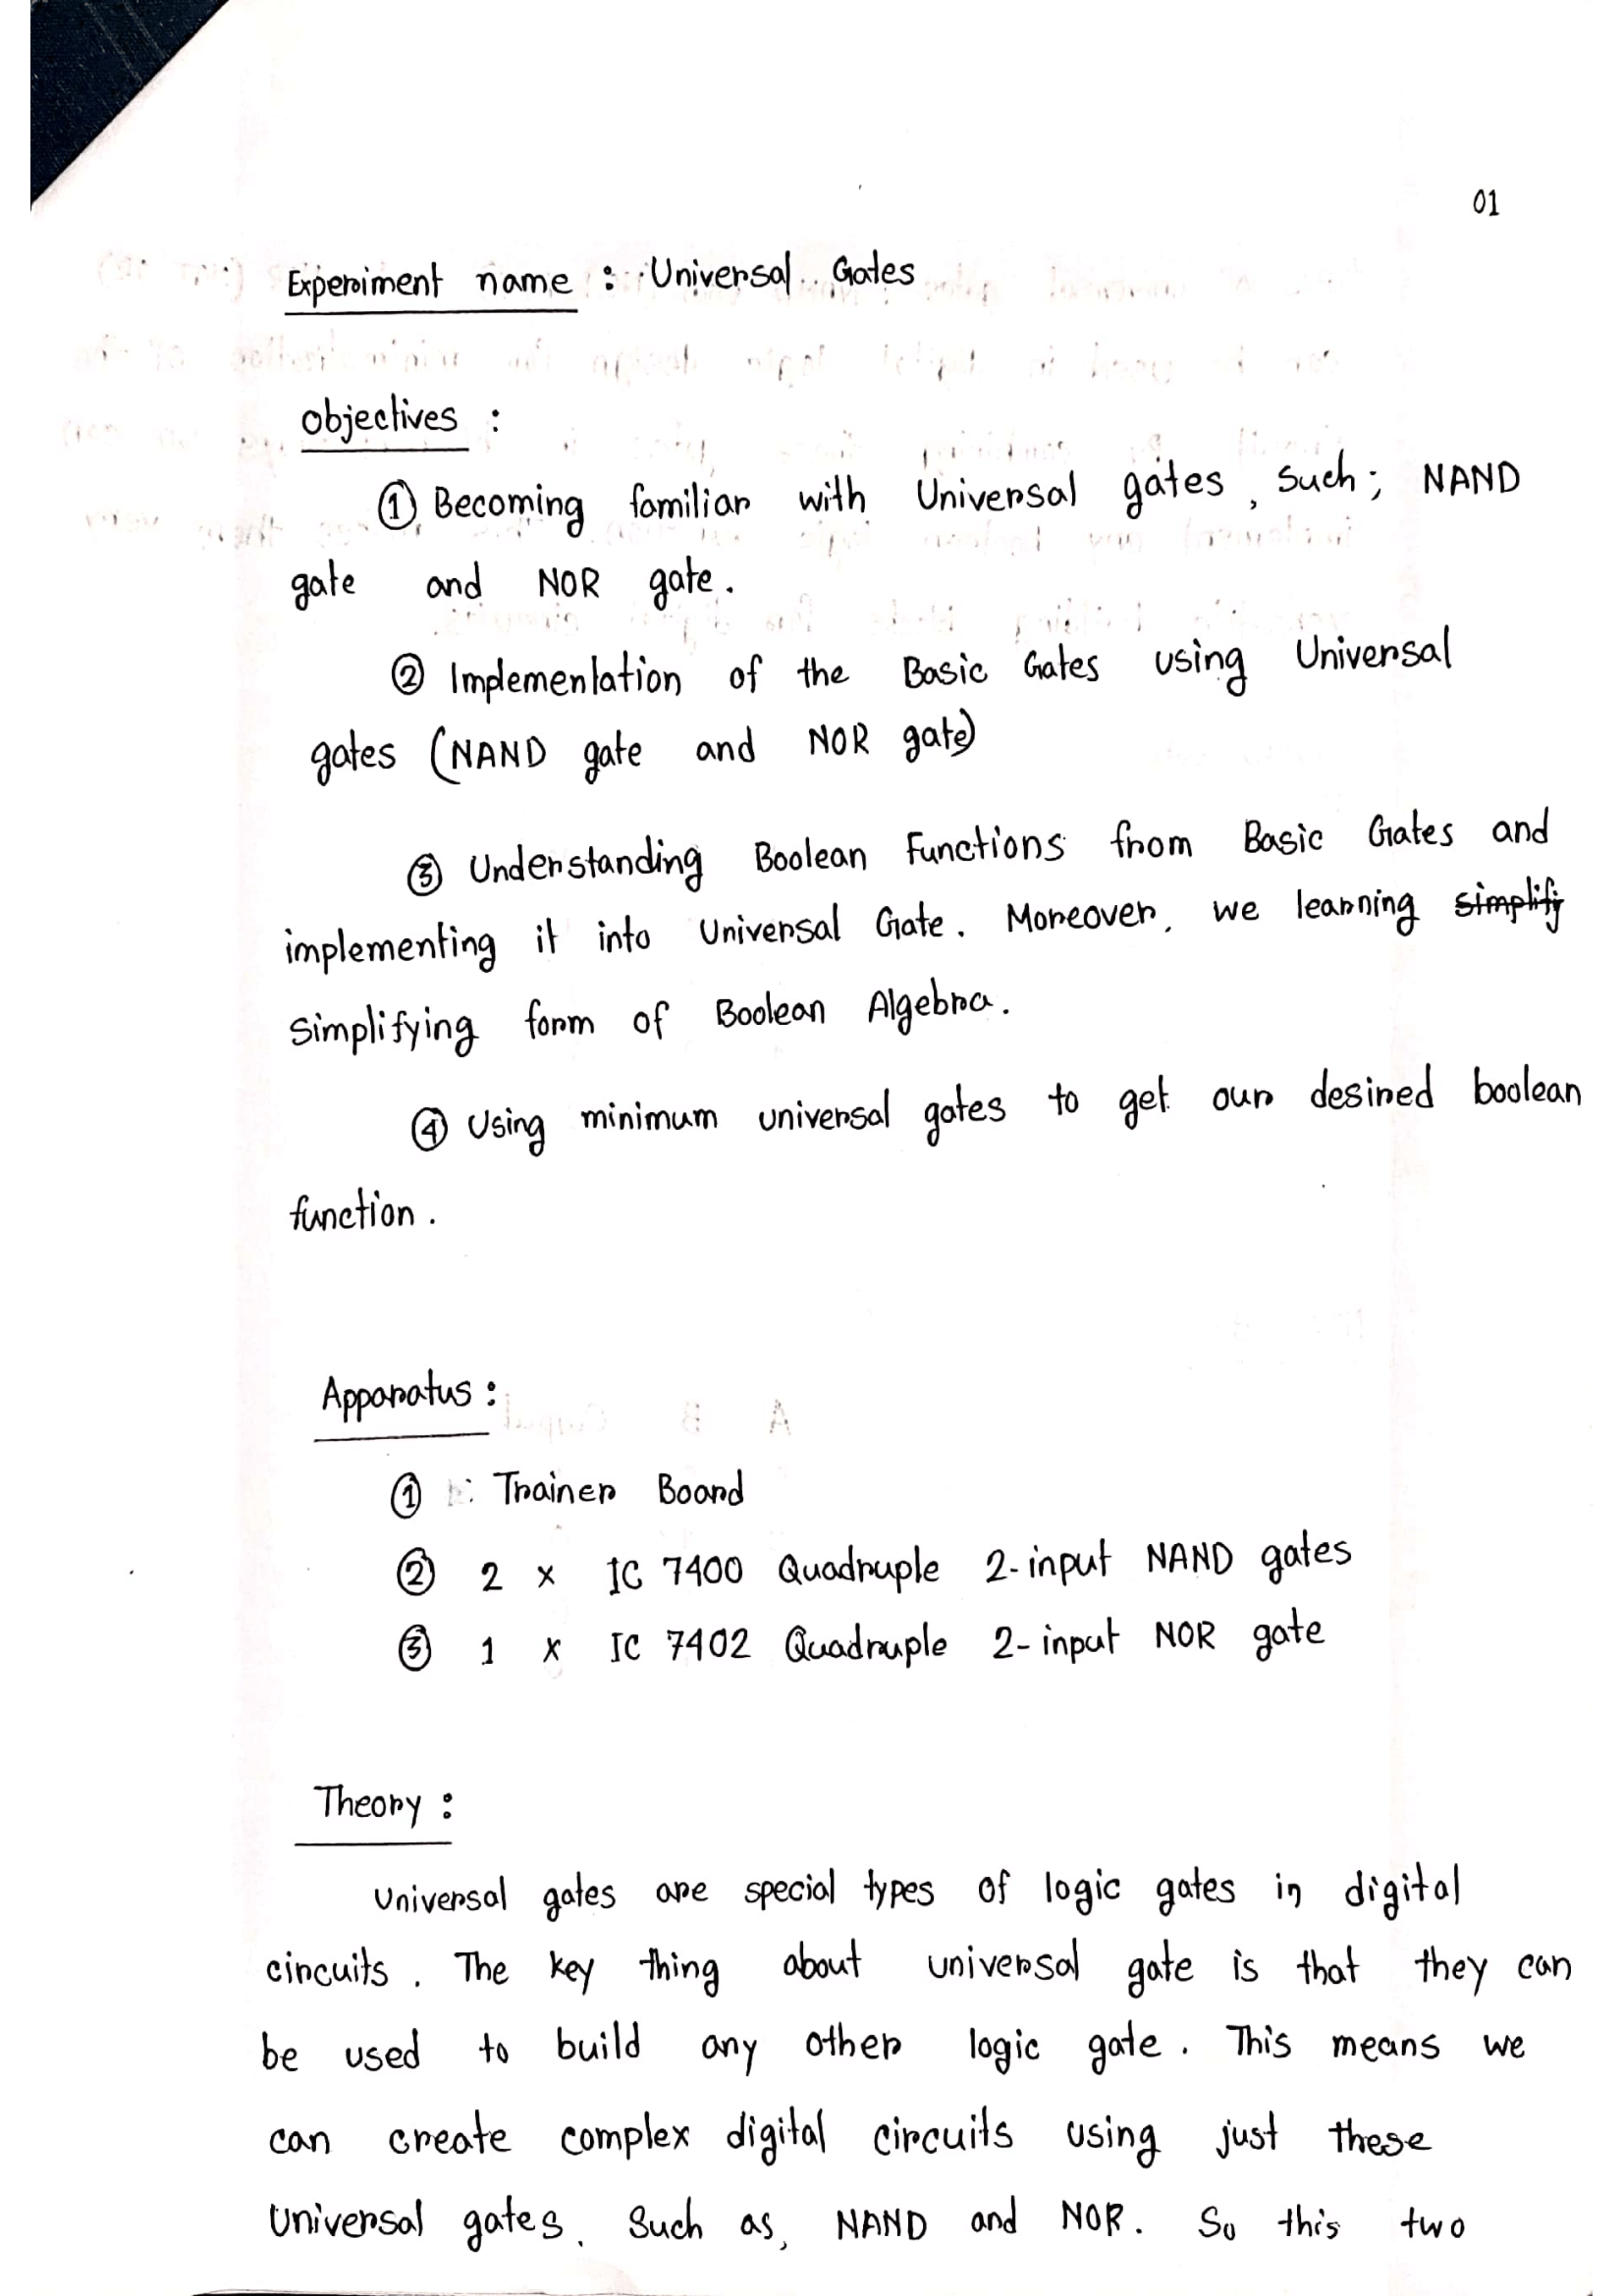 01
Experiment name : Universal Gates
objectives :
① Becoming familiar with Universal gates, Such; NAND
gate and NOR gate.
② Implementation of the Basic Gates using Universal
gates (NAND gate and NOR gate)
③ Understanding Boolean Functions from Basic Gates and
implementing it into Universal Gate. Moreover, we learning simplify
Simplifying form of Boolean Algebra.
④ Using minimum universal gates to get our desired boolean
function.
Apparatus :
① Trainer Board
② 2 x IC 7400 Quadruple 2-input NAND gates
③ 1 x IC 7402 Quadruple 2-input NOR gate
Theory :
Universal gates are special types of logic gates in digital
circuits. The key thing about universal gate is that they can
be used to build any other logic gate. This means we
can create complex digital circuits using just these
Universal gates. Such as, NAND and NOR. So this two